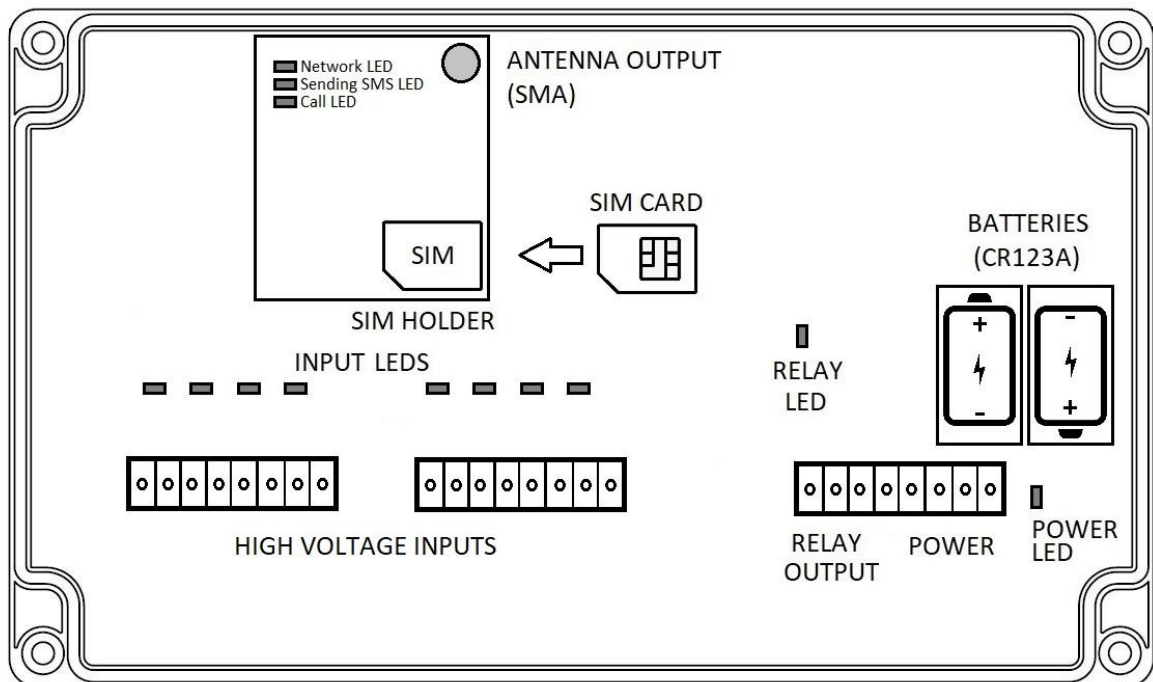 Network LED
Sending SMS LED
Call LED
ANTENNA OUTPUT
(SMA)
SIM CARD
SIM
SIM HOLDER
BATTERIES
(CR123A)
+
-
-
+
INPUT LEDS
RELAY
LED
HIGH VOLTAGE INPUTS
RELAY
OUTPUT
POWER
POWER
LED